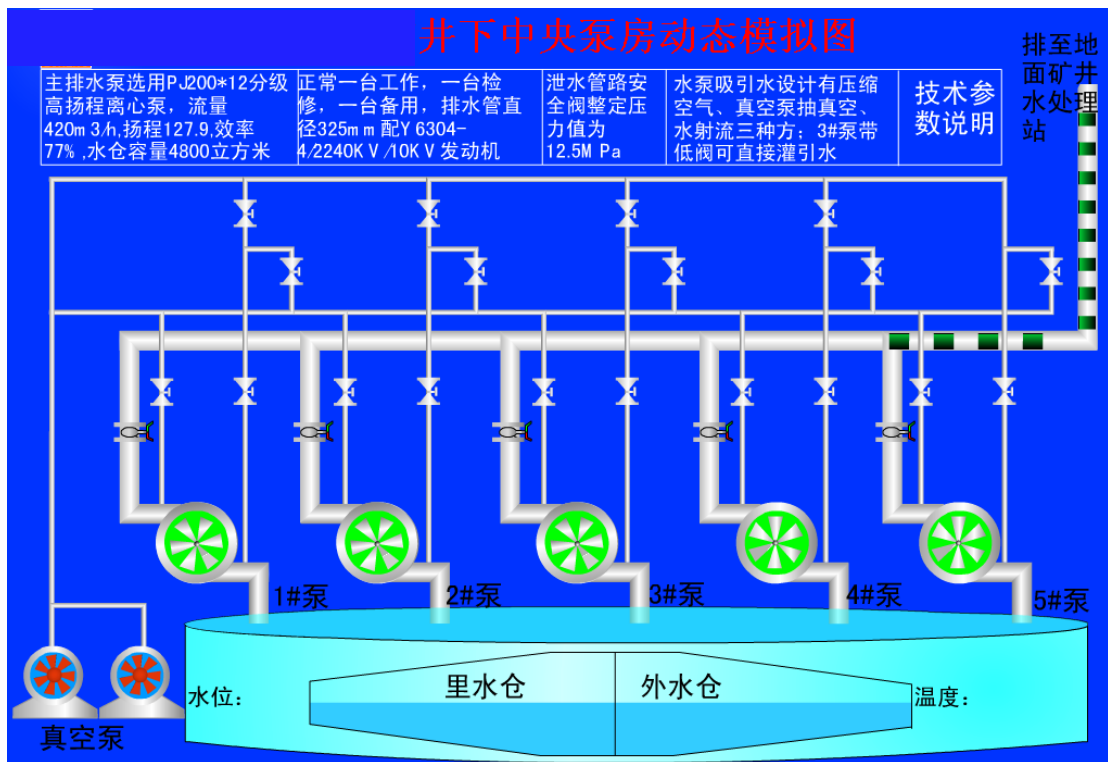 井下中央泵房动态模拟图
排至地
面矿井
水处理
站
主排水泵选用PJ200*12分级
高扬程离心泵，流量
420m3/h,扬程127.9,效率
77%,水仓容量4800立方米
正常一台工作，一台检
修，一台备用，排水管直
径325mm配Y6304-
4/2240KV/10KV发动机
泄水管路安
全阀整定压
力值为
12.5MPa
水泵吸引水设计有压缩
空气、真空泵抽真空、
水射流三种方；3#泵带
低阀可直接灌引水
技术参
数说明
1#泵
2#泵
3#泵
4#泵
5#泵
水位：
里水仓
外水仓
温度：
真空泵